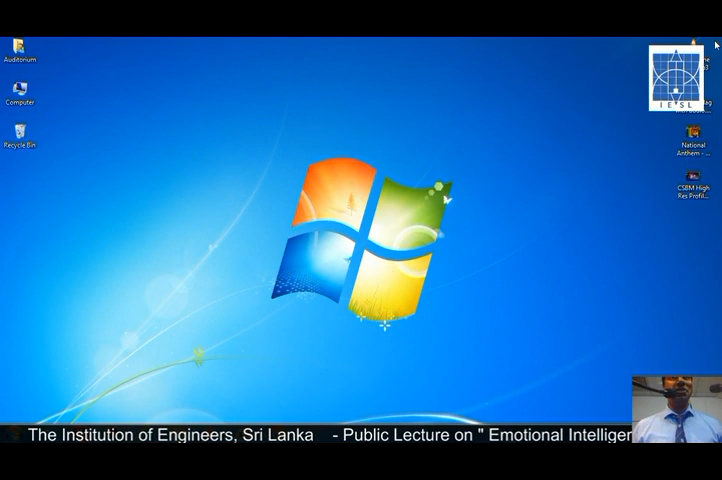 Auditorium
Computer
Recycle Bin
IESL
National
Anthem - ...
CSBM High
Res Profil...
The Institution of Engineers, Sri Lanka - Public Lecture on " Emotional Intelligen